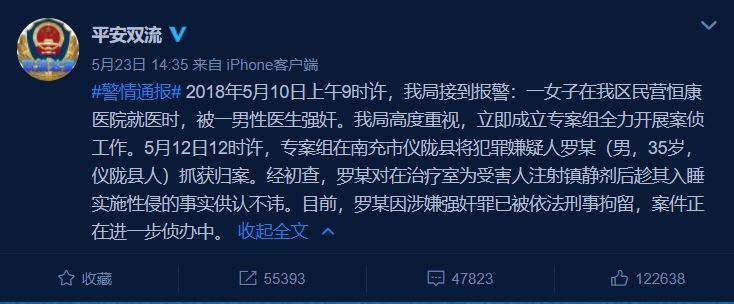 平安双流
5月23日 14:35 来自 iPhone客户端
#警情通报# 2018年5月10日上午9时许，我局接到报警：一女子在我区民营恒康
医院就医时，被一男性医生强奸。我局高度重视，立即成立专案组全力开展案侦
工作。5月12日12时许，专案组在南充市仪陇县将犯罪嫌疑人罗某（男，35岁，
仪陇县人）抓获归案。经初查，罗某对在治疗室为受害人注射镇静剂后趁其入睡
实施性侵的事实供认不讳。目前，罗某因涉嫌强奸罪已被依法刑事拘留，案件正
在进一步侦办中。 收起全文
收藏 55393 47823 122638